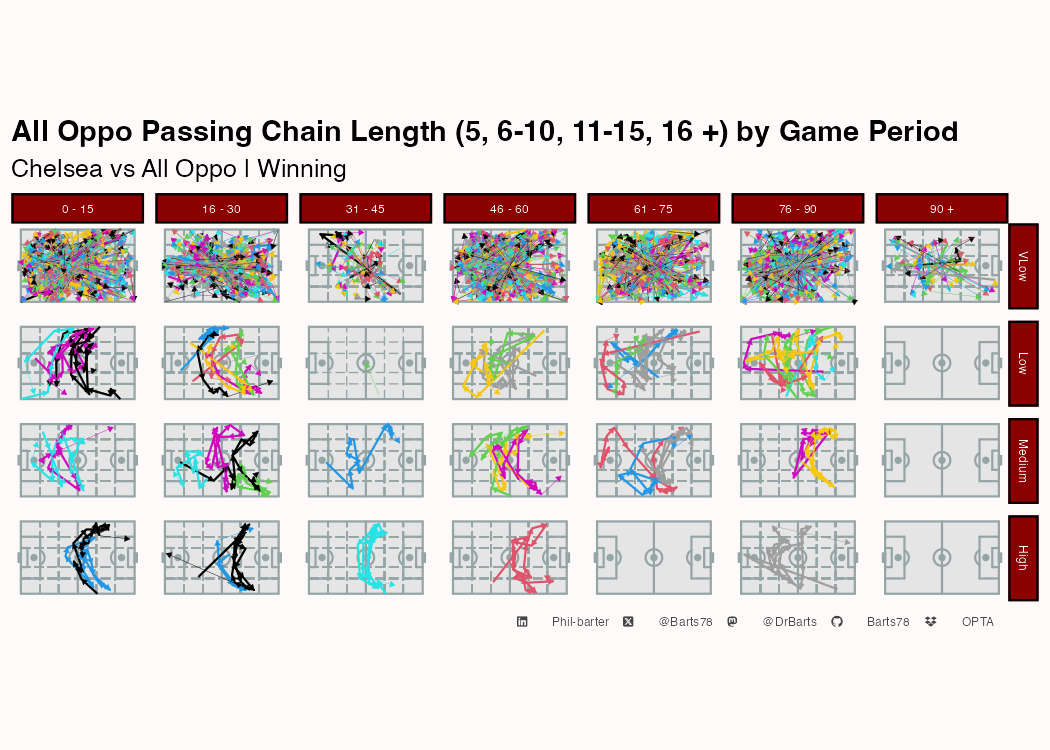 All Oppo Passing Chain Length (5, 6-10, 11-15, 16 +) by Game Period
Chelsea vs All Oppo I Winning
0 - 15 16 - 30 31 - 45 46 - 60 61 - 75 76 - 90 90 +
VLow
Low
Medium
High
Phil-barter @Barts78 @DrBarts Barts78 OPTA